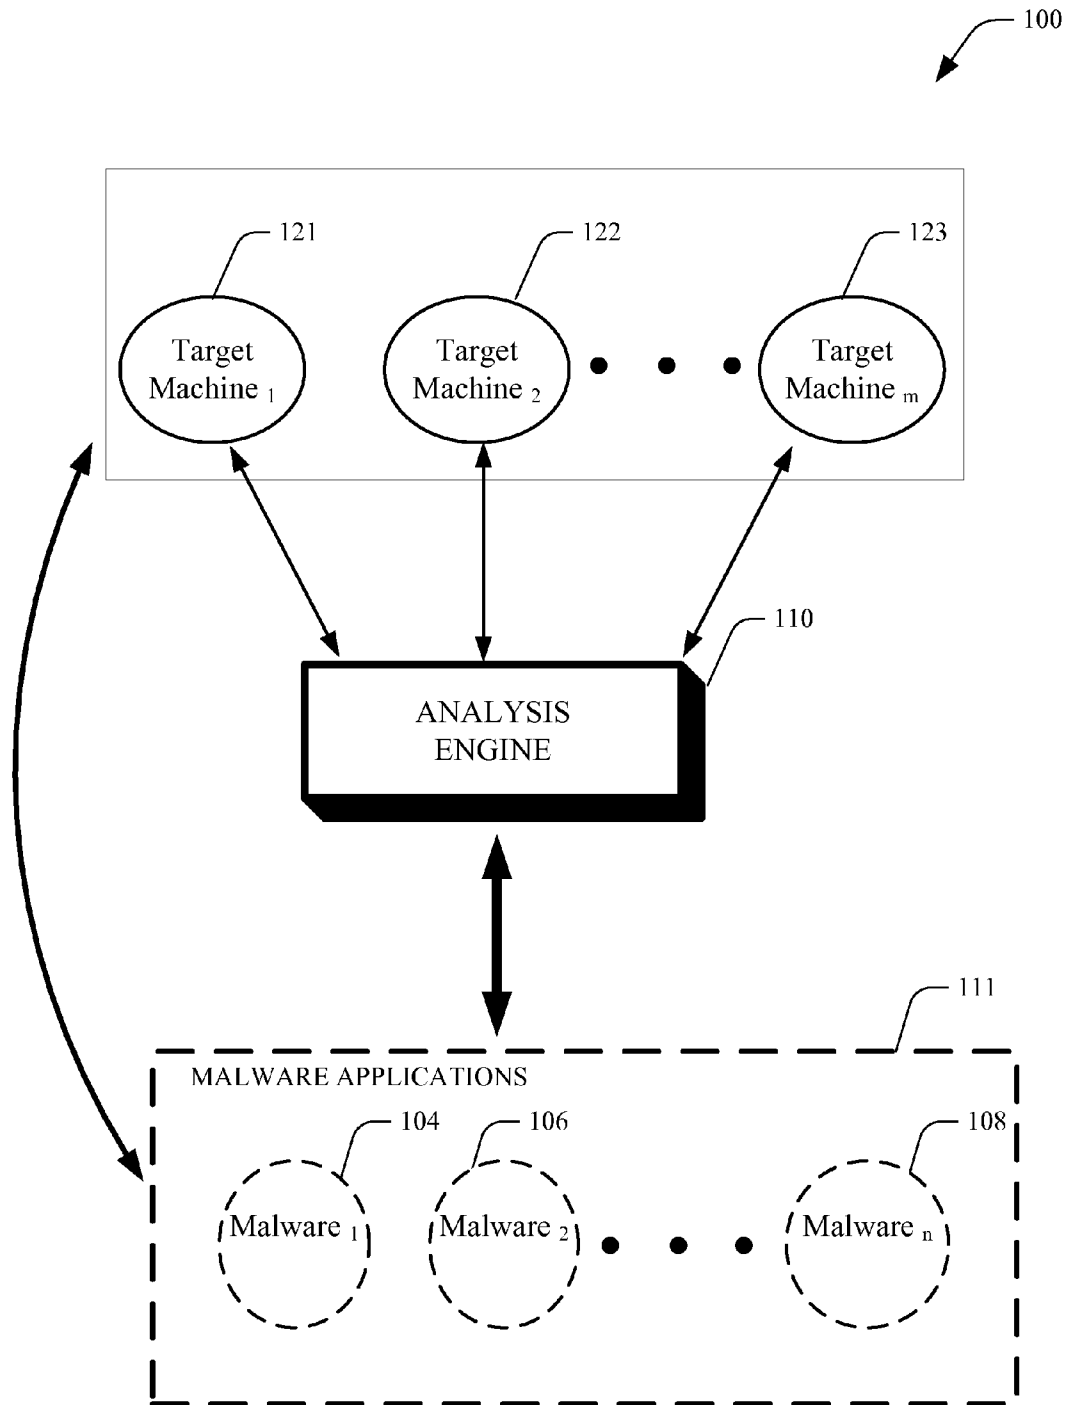 100
121
122
123
Target
Machine 1
Target
Machine 2
Target
Machine m
110
ANALYSIS
ENGINE
111
MALWARE APPLICATIONS
104
106
108
Malware 1
Malware 2
Malware n